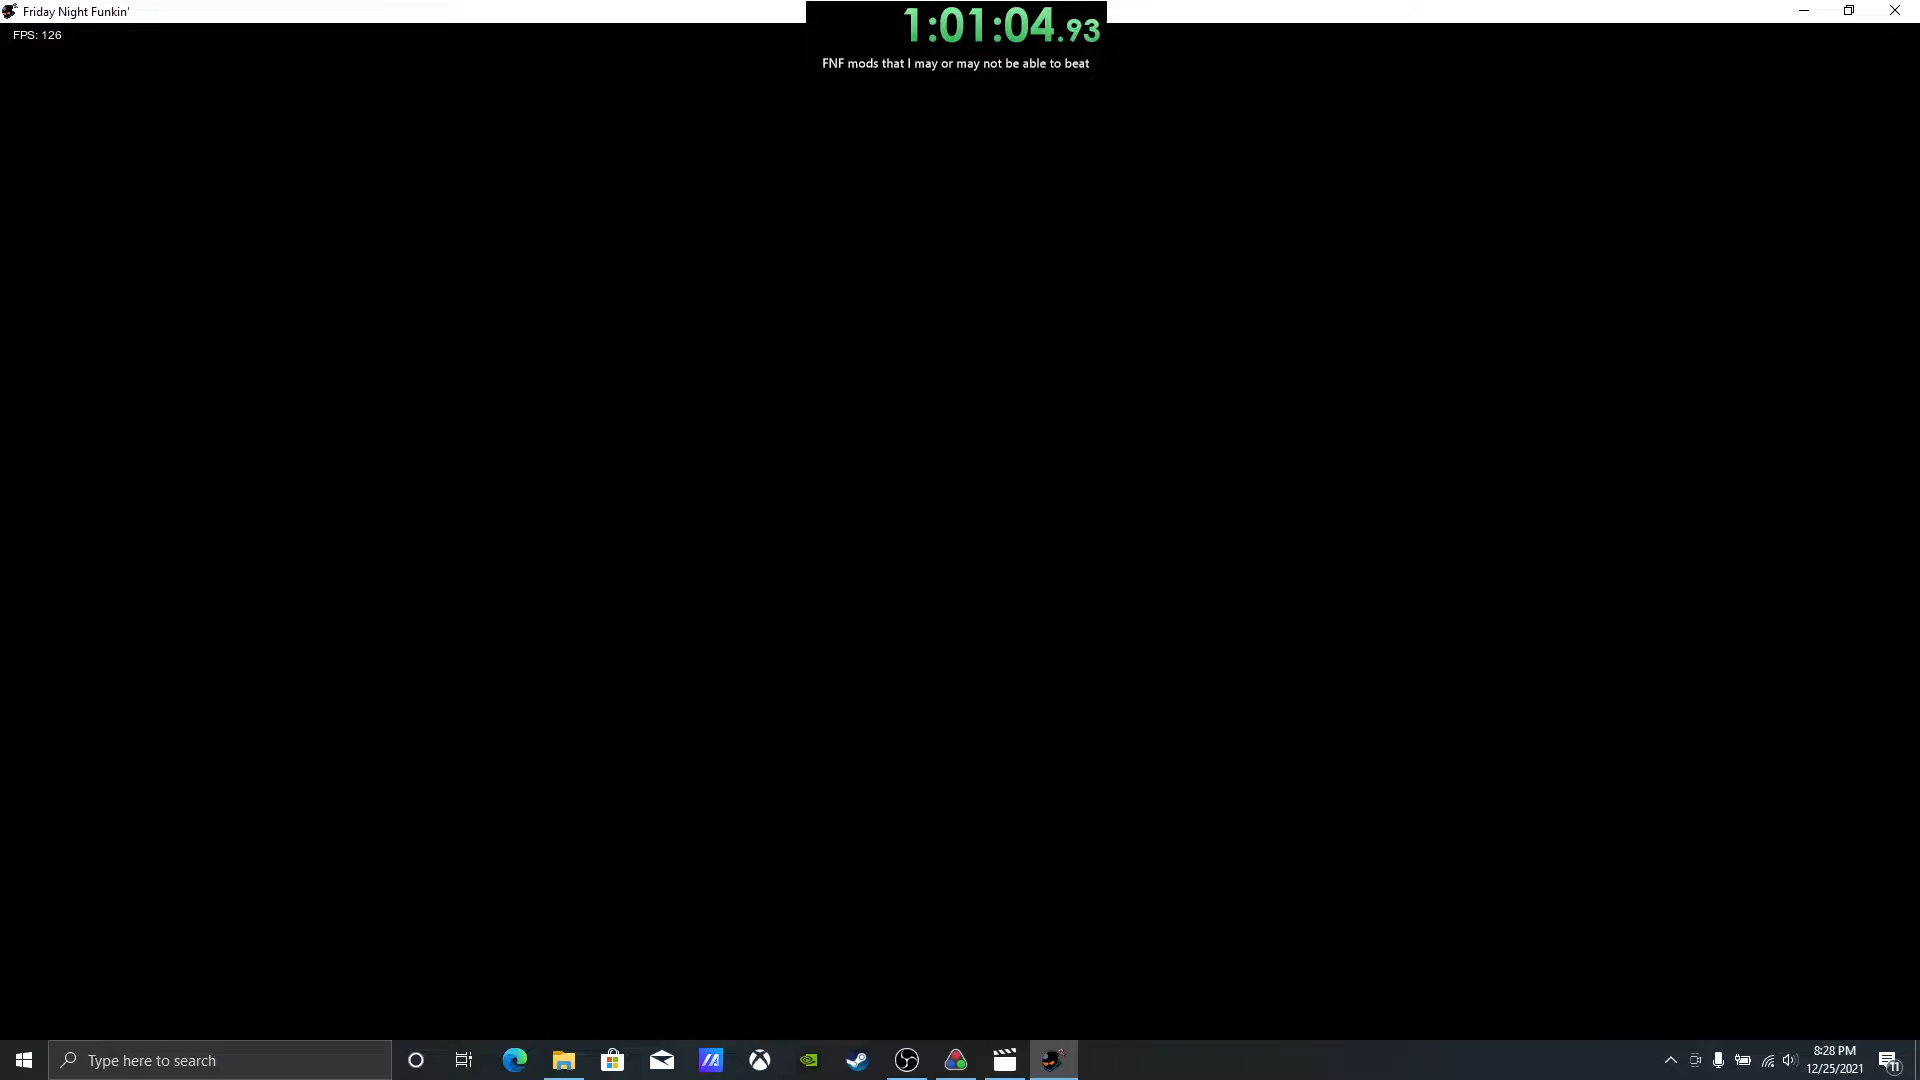 Friday Night Funkin'
FPS: 126
1:01:04.93
FNF mods that I may or may not be able to beat
Type here to search
8:28 PM
12/25/2021
11